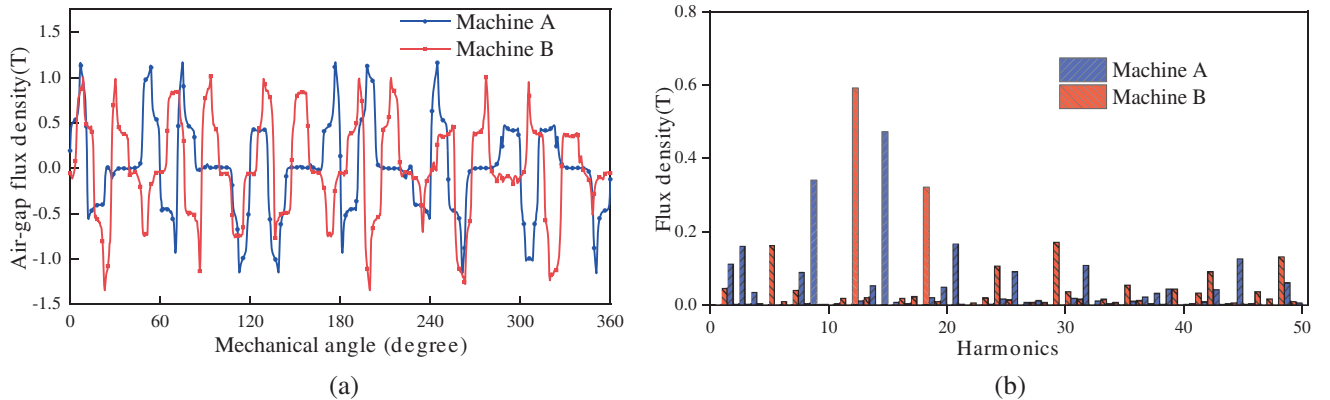 1.5
1.0
0.5
0.0
-0.5
-1.0
-1.5
Air-gap flux density(T)
Machine A
Machine B
0 60 120 180 240 300 360
Mechanical angle (degree)
(a)
0.8
0.6
0.4
0.2
0.0
Flux density(T)
Machine A
Machine B
0 10 20 30 40 50
Harmonics
(b)